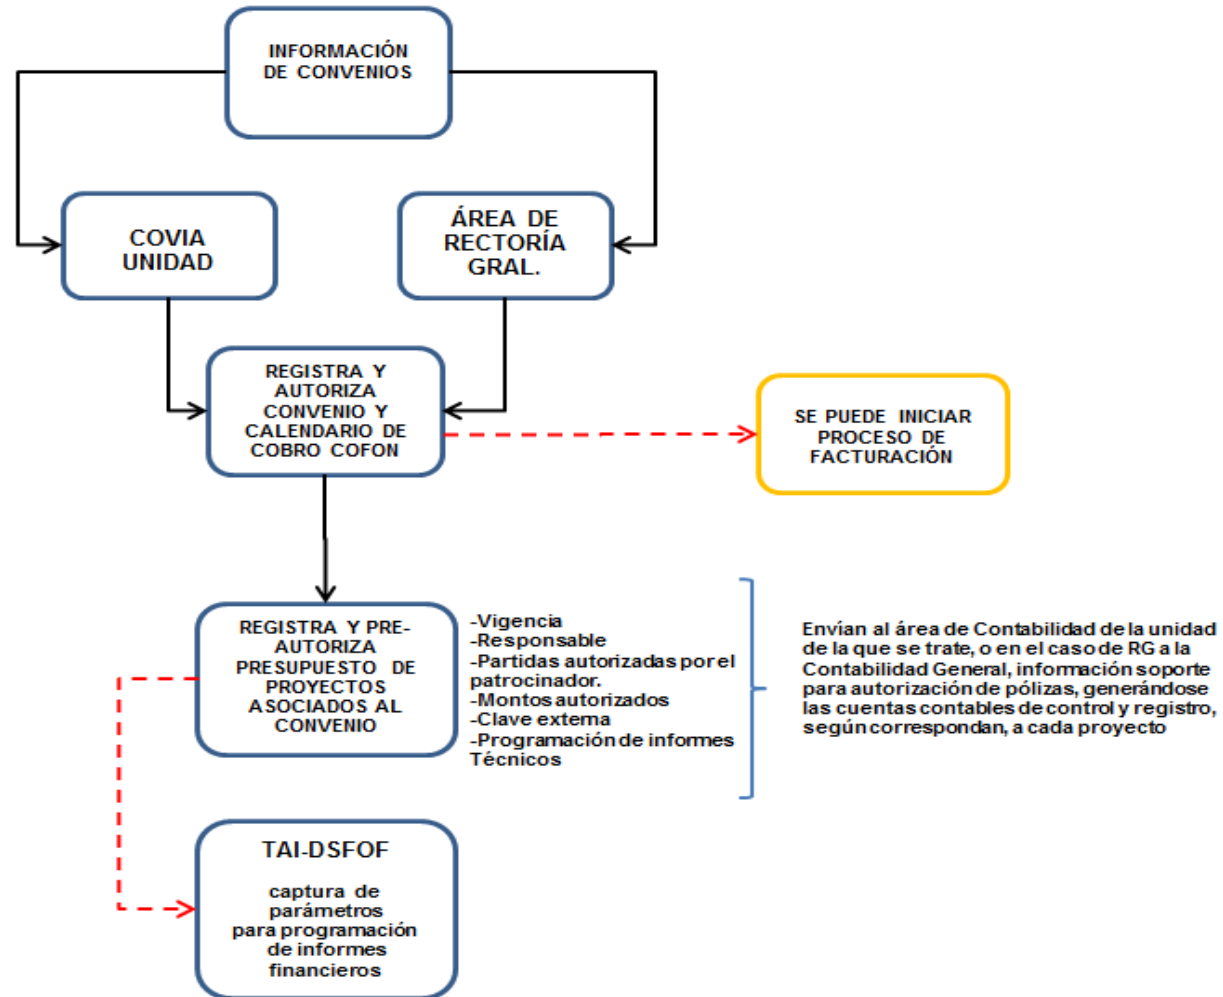 INFORMACIÓN
DE CONVENIOS
COVIA
UNIDAD
ÁREA DE
RECTORÍA
GRAL.
REGISTRA Y
AUTORIZA
CONVENIO Y
CALENDARIO DE
COBRO COFON
SE PUEDE INICIAR
PROCESO DE
FACTURACIÓN
REGISTRA Y PRE-
AUTORIZA
PRESUPUESTO DE
PROYECTOS
ASOCIADOS AL
CONVENIO
-Vigencia
-Responsable
-Partidas autorizadas por el
patrocinador.
-Montos autorizados
-Clave externa
-Programación de informes
Técnicos
Envían al área de Contabilidad de la unidad
de la que se trate, o en el caso de RG a la
Contabilidad General, información soporte
para autorización de pólizas, generándose
las cuentas contables de control y registro,
según correspondan, a cada proyecto
TAI-DSFOF
captura de
parámetros
para programación
de informes
financieros